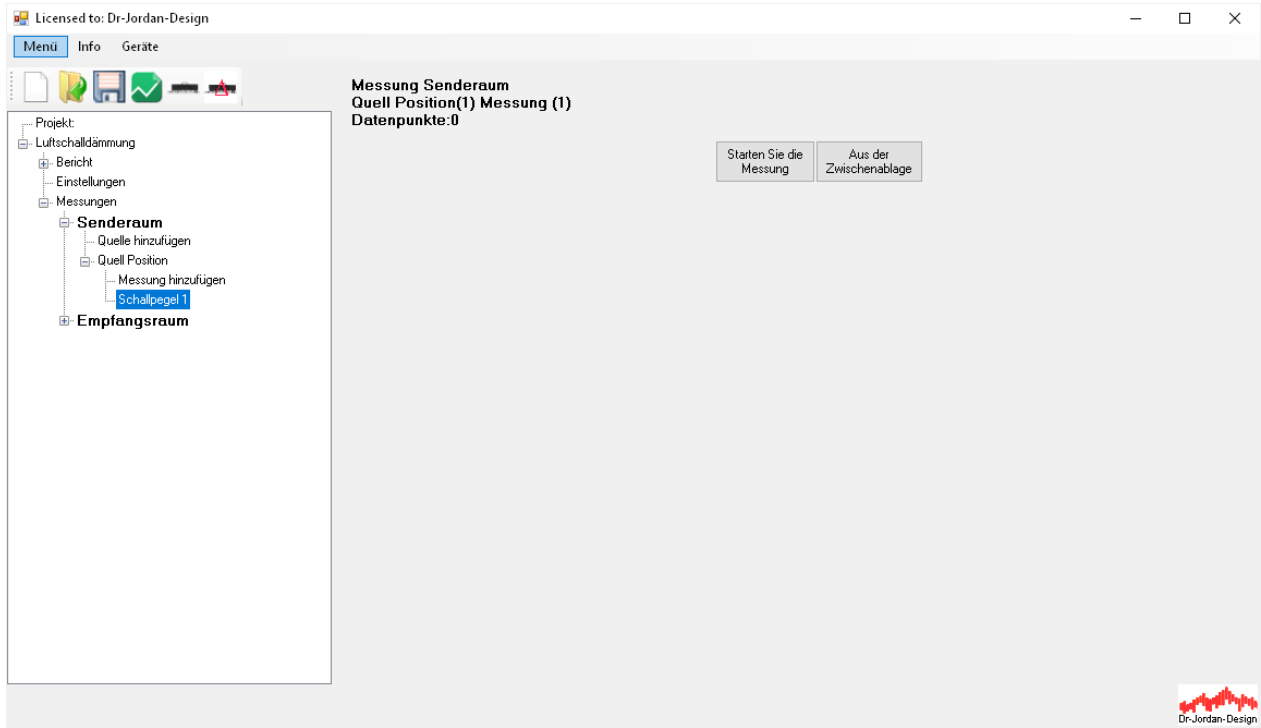 Licensed to: Dr-Jordan-Design
Menü Info Geräte
Projekt:
Luftschalldämmung
Bericht
Einstellungen
Messungen
Senderaum
Quelle hinzufügen
Quell Position
Messung hinzufügen
Schallpegel 1
Empfangsraum
Messung Senderaum
Quell Position(1) Messung (1)
Datenpunkte:0
Starten Sie die
Messung
Aus der
Zwischenablage
Dr-Jordan-Design